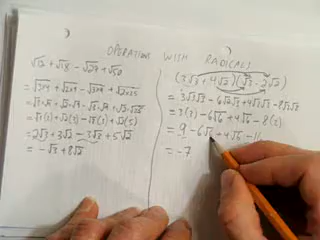 OPERATIONS WITH RADICALS
√12 + √18 - √27 + √50
= √3·4 + √2·9 - √3·9 + √2·25
= 2√3 + 3√2 - 3√3 + 5√2
= -√3 + 8√2
(3√3 + 4√2)(√3 - 2√2)
= 3√3√3 - 6√3√2 + 4√2√3 - 8√2√2
= 3(3) - 6√6 + 4√6 - 8(2)
= 9 - 6√6 + 4√6 - 16
= -7